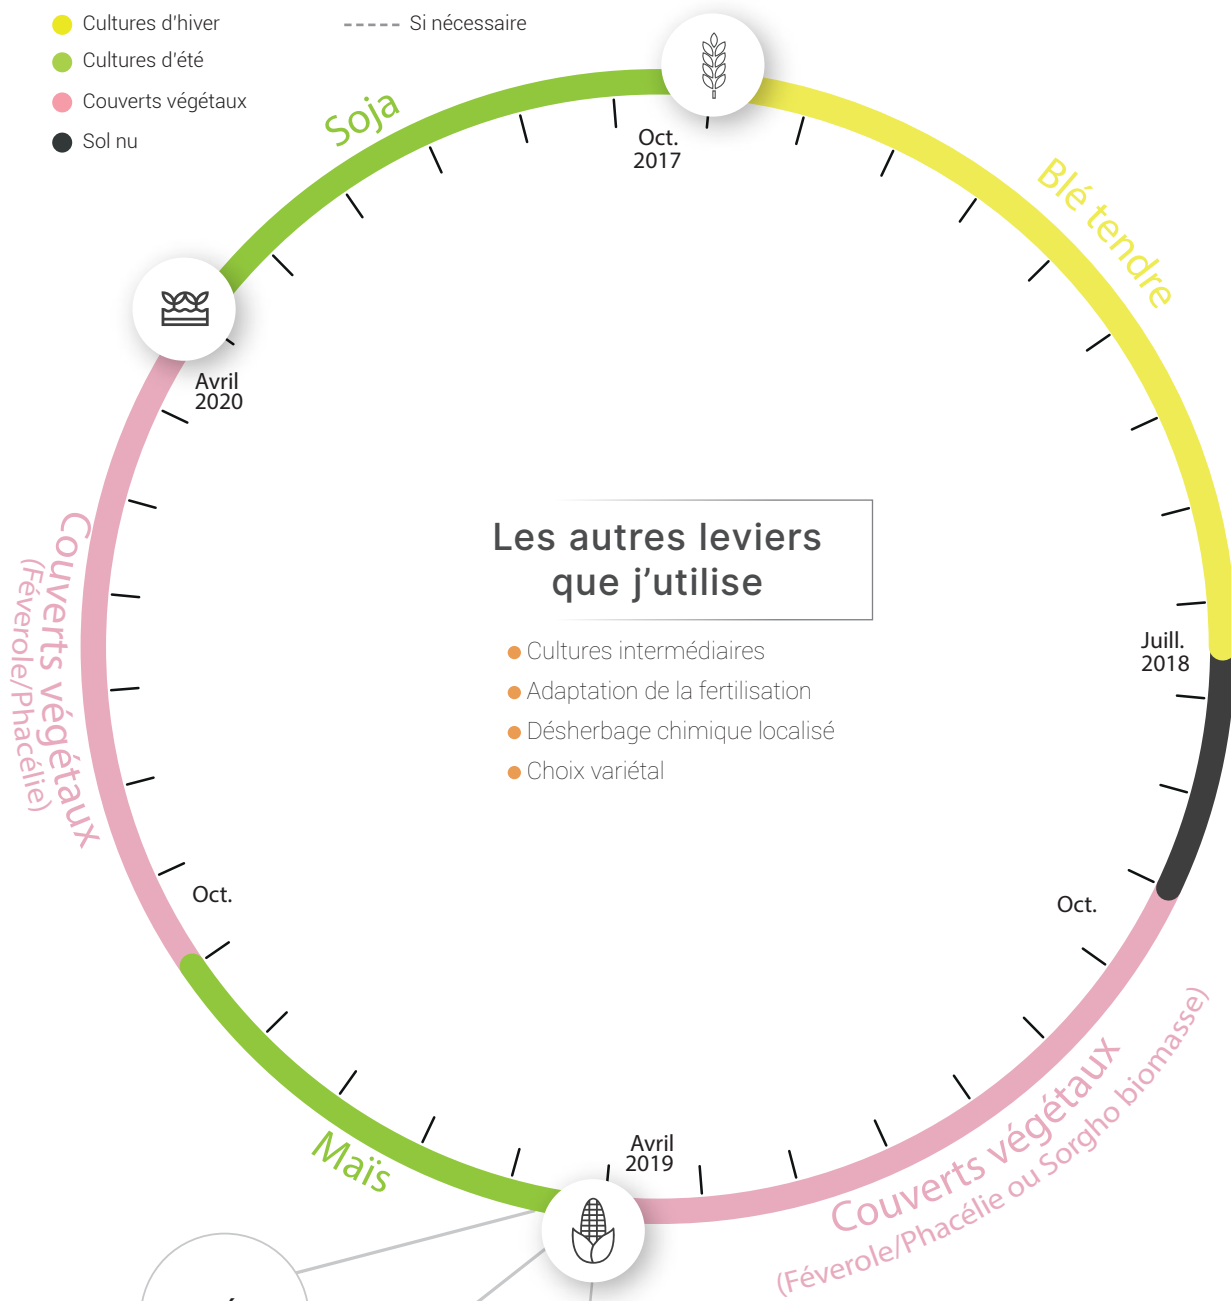 Cultures d'hiver
Si nécessaire
Cultures d'été
Couverts végétaux
Sol nu
Soja
Oct.
2017
Blé tendre
Avril
2020
Les autres leviers
que j'utilise
Cultures intermédiaires
Adaptation de la fertilisation
Désherbage chimique localisé
Choix variétal
Juill.
2018
Couverts végétaux
(Féverole/Phacélie)
Oct.
Oct.
Maïs
Avril
2019
Couverts végétaux
(Féverole/Phacélie ou Sorgho biomasse)